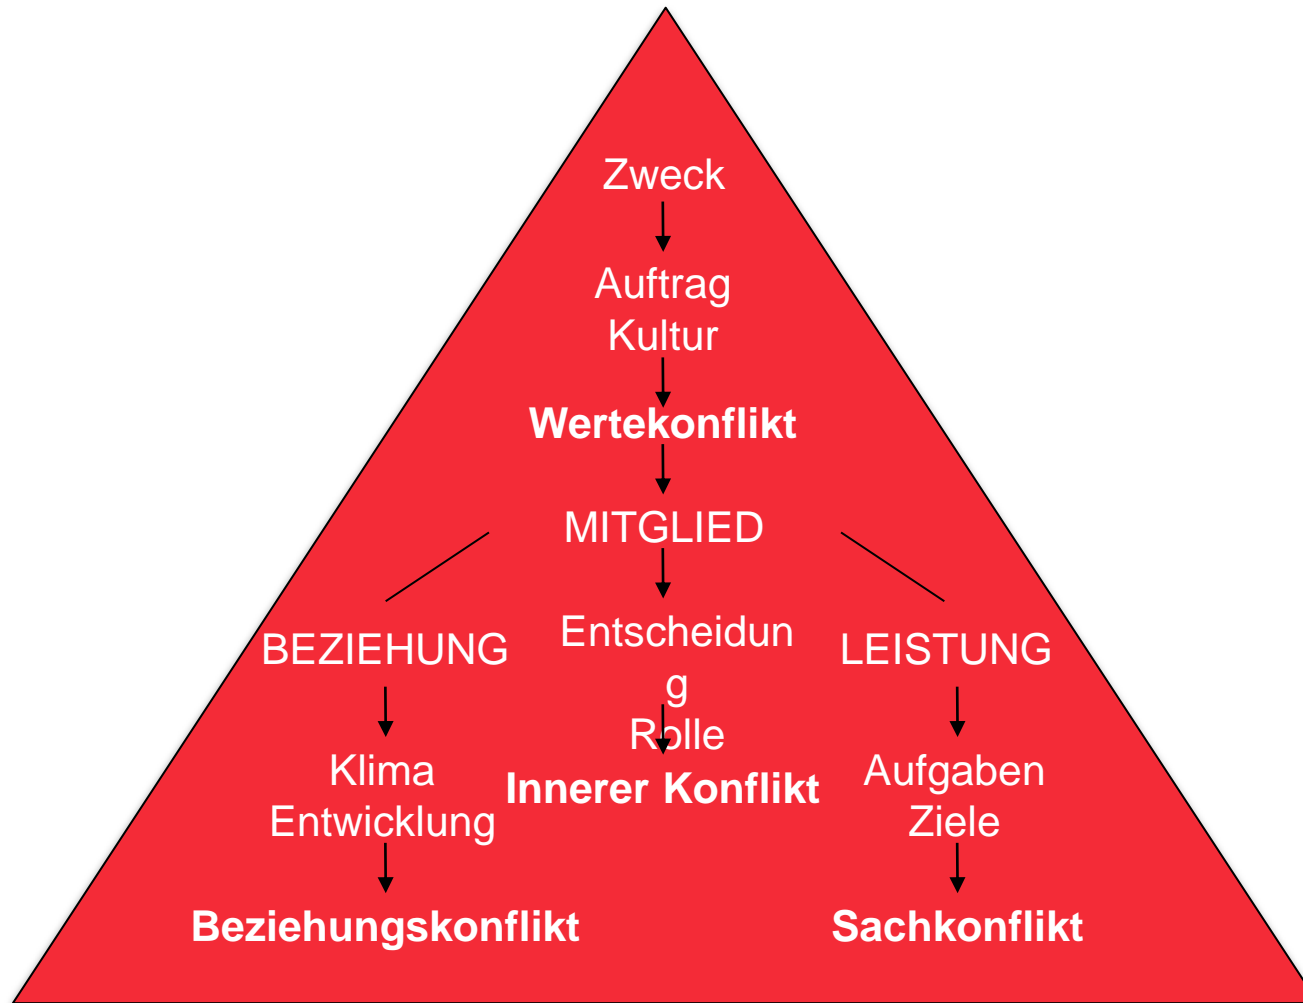 Zweck
Auftrag
Kultur
Wertekonflikt
MITGLIED
BEZIEHUNG
Entscheidun
g
Rolle
LEISTUNG
Klima
Entwicklung
Innerer Konflikt
Aufgaben
Ziele
Beziehungskonflikt
Sachkonflikt